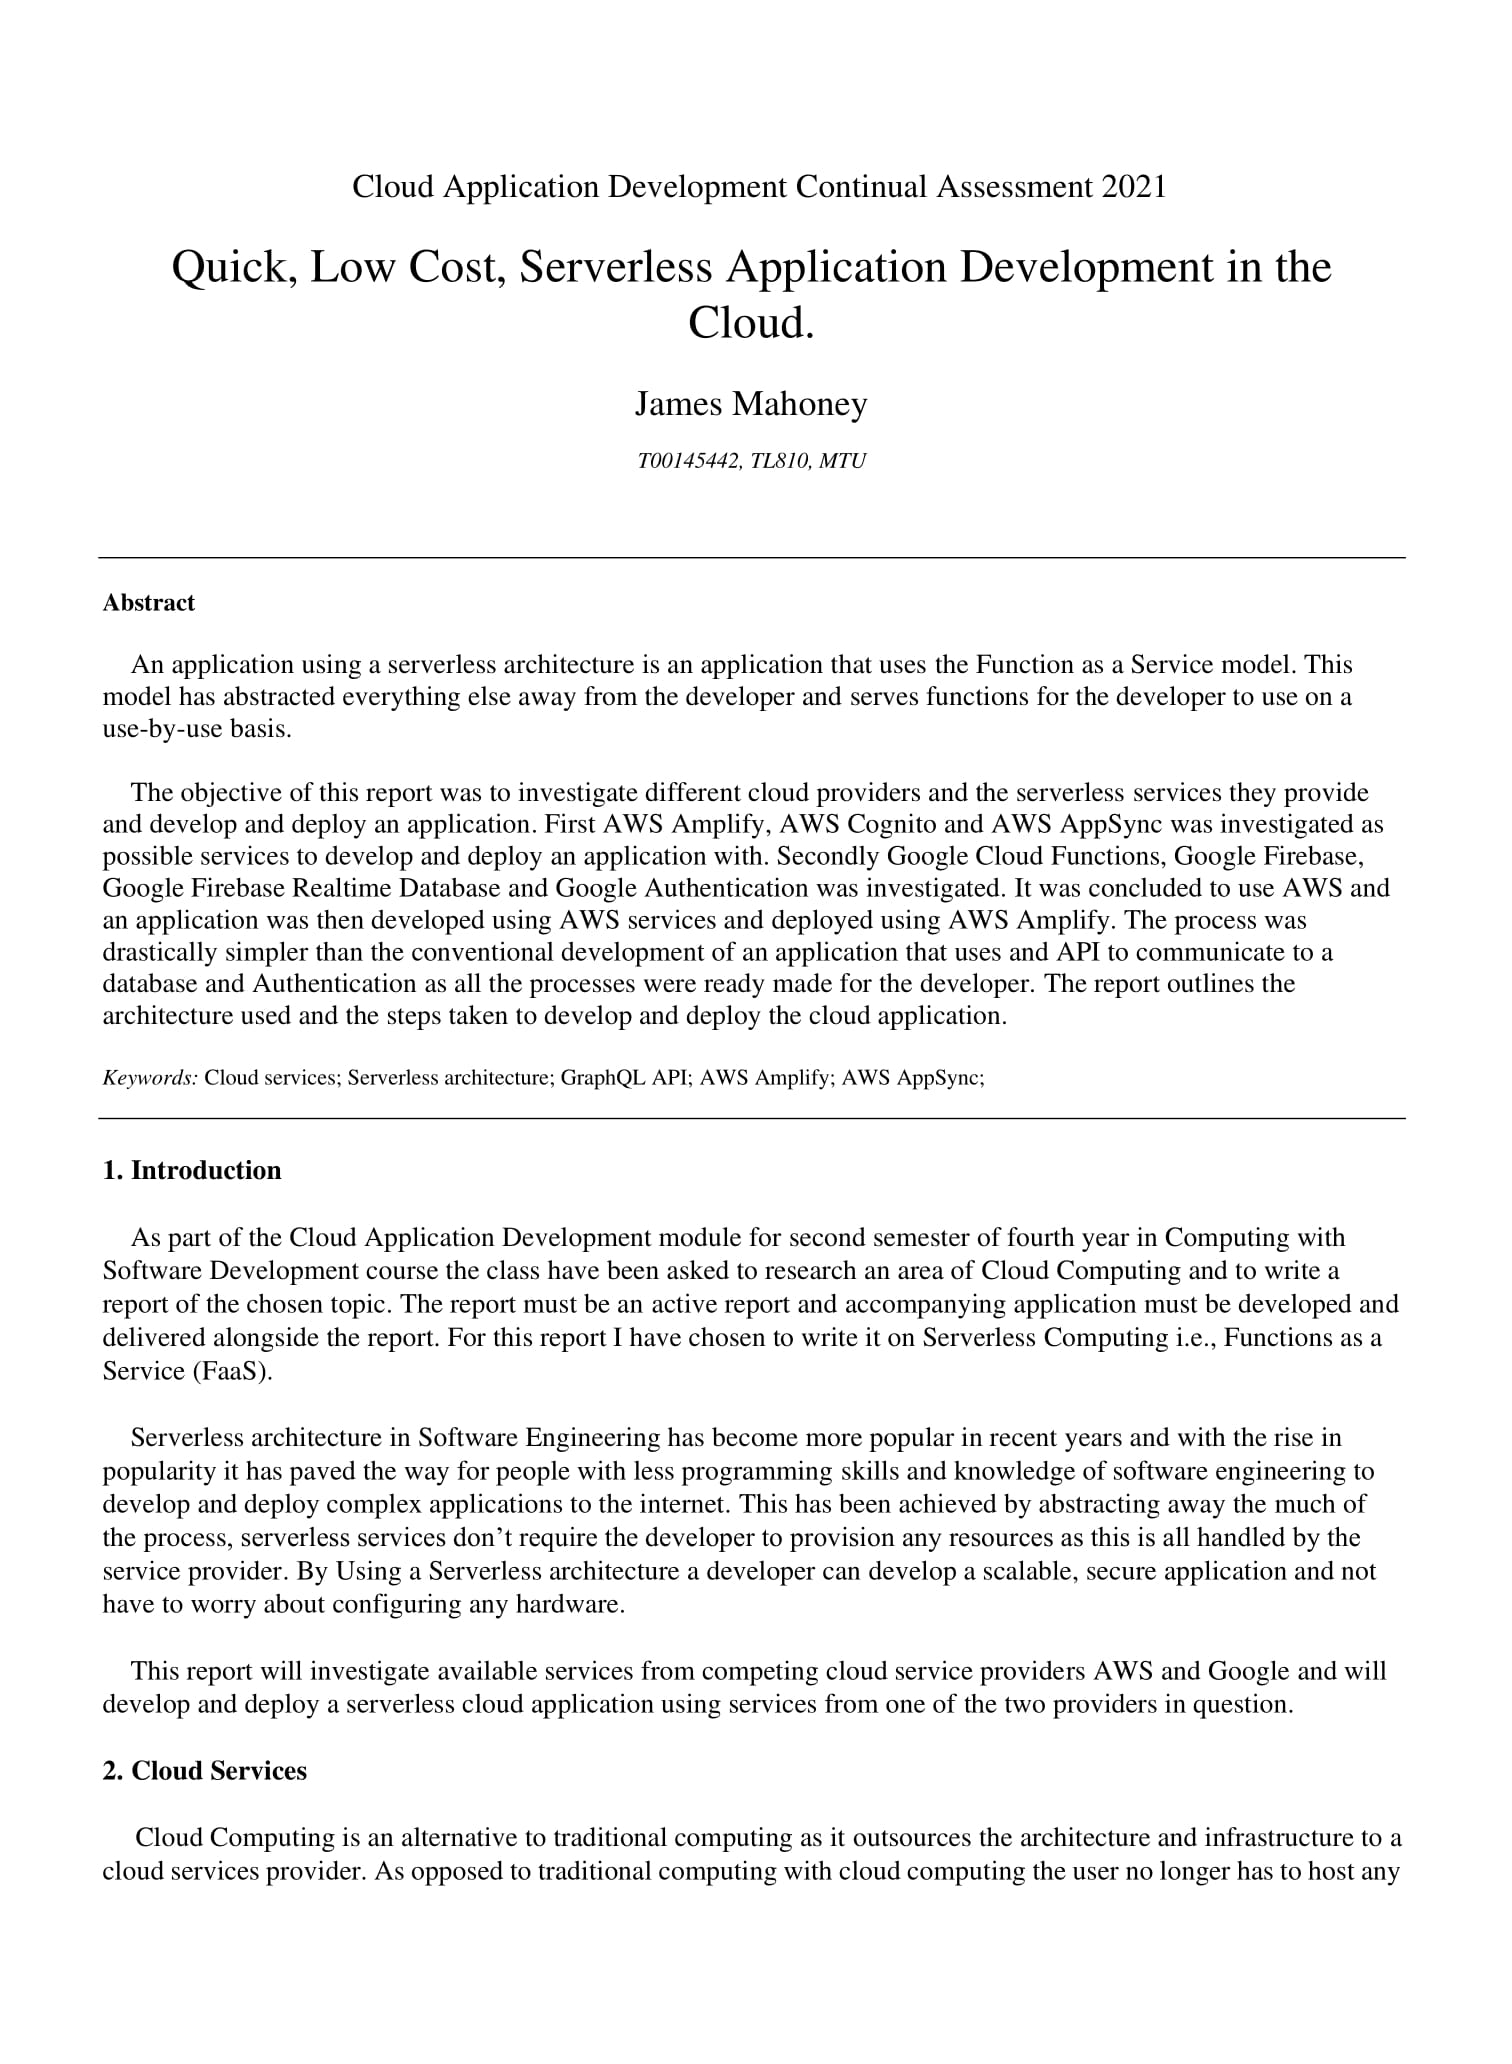 Cloud Application Development Continual Assessment 2021
Quick, Low Cost, Serverless Application Development in the
Cloud.
James Mahoney
T00145442, TL810, MTU
Abstract
An application using a serverless architecture is an application that uses the Function as a Service model. This
model has abstracted everything else away from the developer and serves functions for the developer to use on a
use-by-use basis.
The objective of this report was to investigate different cloud providers and the serverless services they provide
and develop and deploy an application. First AWS Amplify, AWS Cognito and AWS AppSync was investigated as
possible services to develop and deploy an application with. Secondly Google Cloud Functions, Google Firebase,
Google Firebase Realtime Database and Google Authentication was investigated. It was concluded to use AWS and
an application was then developed using AWS services and deployed using AWS Amplify. The process was
drastically simpler than the conventional development of an application that uses and API to communicate to a
database and Authentication as all the processes were ready made for the developer. The report outlines the
architecture used and the steps taken to develop and deploy the cloud application.
Keywords: Cloud services; Serverless architecture; GraphQL API; AWS Amplify; AWS AppSync;
1. Introduction
As part of the Cloud Application Development module for second semester of fourth year in Computing with
Software Development course the class have been asked to research an area of Cloud Computing and to write a
report of the chosen topic. The report must be an active report and accompanying application must be developed and
delivered alongside the report. For this report I have chosen to write it on Serverless Computing i.e., Functions as a
Service (FaaS).
Serverless architecture in Software Engineering has become more popular in recent years and with the rise in
popularity it has paved the way for people with less programming skills and knowledge of software engineering to
develop and deploy complex applications to the internet. This has been achieved by abstracting away the much of
the process, serverless services don’t require the developer to provision any resources as this is all handled by the
service provider. By Using a Serverless architecture a developer can develop a scalable, secure application and not
have to worry about configuring any hardware.
This report will investigate available services from competing cloud service providers AWS and Google and will
develop and deploy a serverless cloud application using services from one of the two providers in question.
2. Cloud Services
Cloud Computing is an alternative to traditional computing as it outsources the architecture and infrastructure to a
cloud services provider. As opposed to traditional computing with cloud computing the user no longer has to host any